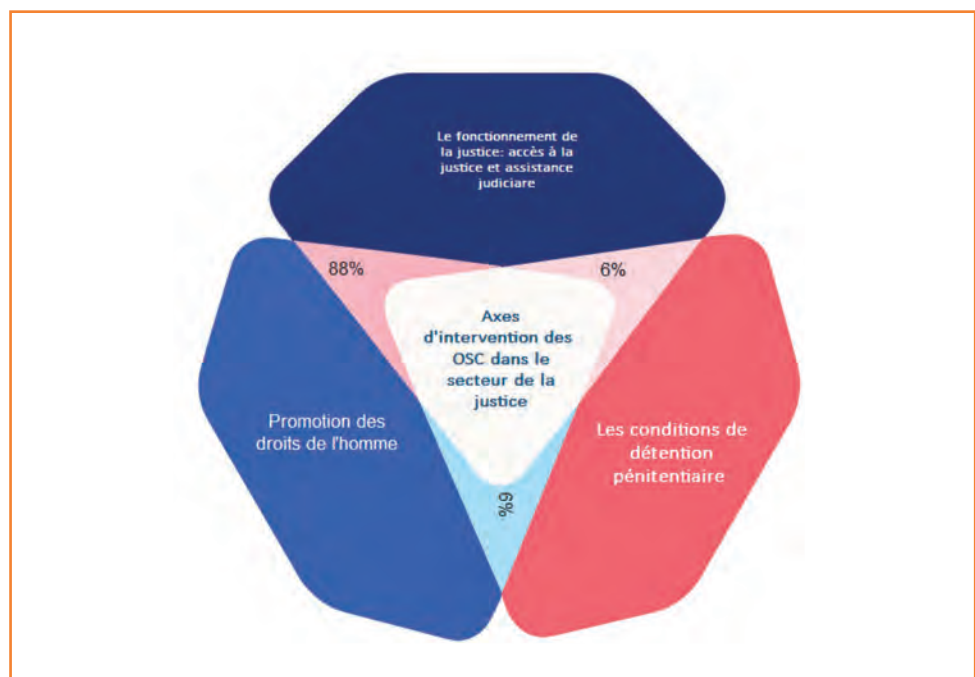 Le fonctionnement de
la justice: accès à la
justice et assistance
judiciare
88%
6%
Axes
d'intervention des
OSC dans le
secteur de la
justice
Promotion des
droits de l'homme
Les conditions de
détention
pénitentiaire
6%